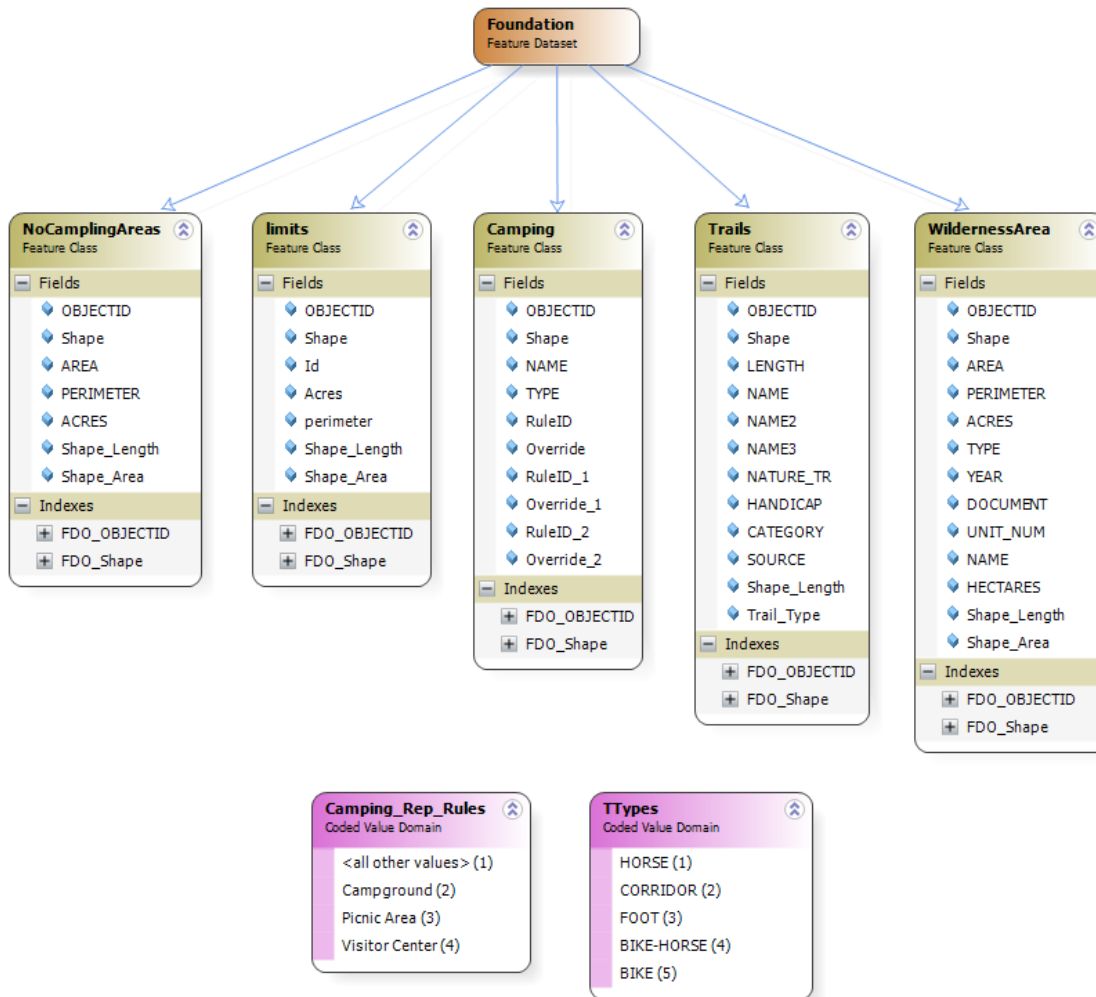 Foundation
Feature Dataset
NoCamplingAreas
Feature Class
Fields
OBJECTID
Shape
AREA
PERIMETER
ACRES
Shape_Length
Shape_Area
Indexes
FDO_OBJECTID
FDO_Shape
limits
Feature Class
Fields
OBJECTID
Shape
Id
Acres
perimeter
Shape_Length
Shape_Area
Indexes
FDO_OBJECTID
FDO_Shape
Camping
Feature Class
Fields
OBJECTID
Shape
NAME
TYPE
RuleID
Override
RuleID_1
Override_1
RuleID_2
Override_2
Indexes
FDO_OBJECTID
FDO_Shape
Trails
Feature Class
Fields
OBJECTID
Shape
LENGTH
NAME
NAME2
NAME3
NATURE_TR
HANDICAP
CATEGORY
SOURCE
Shape_Length
Trail_Type
Indexes
FDO_OBJECTID
FDO_Shape
WildernessArea
Feature Class
Fields
OBJECTID
Shape
AREA
PERIMETER
ACRES
TYPE
YEAR
DOCUMENT
UNIT_NUM
NAME
HECTARES
Shape_Length
Shape_Area
Indexes
FDO_OBJECTID
FDO_Shape
Camping_Rep_Rules
Coded Value Domain
<all other values> (1)
Campground (2)
Picnic Area (3)
Visitor Center (4)
TTypes
Coded Value Domain
HORSE (1)
CORRIDOR (2)
FOOT (3)
BIKE-HORSE (4)
BIKE (5)